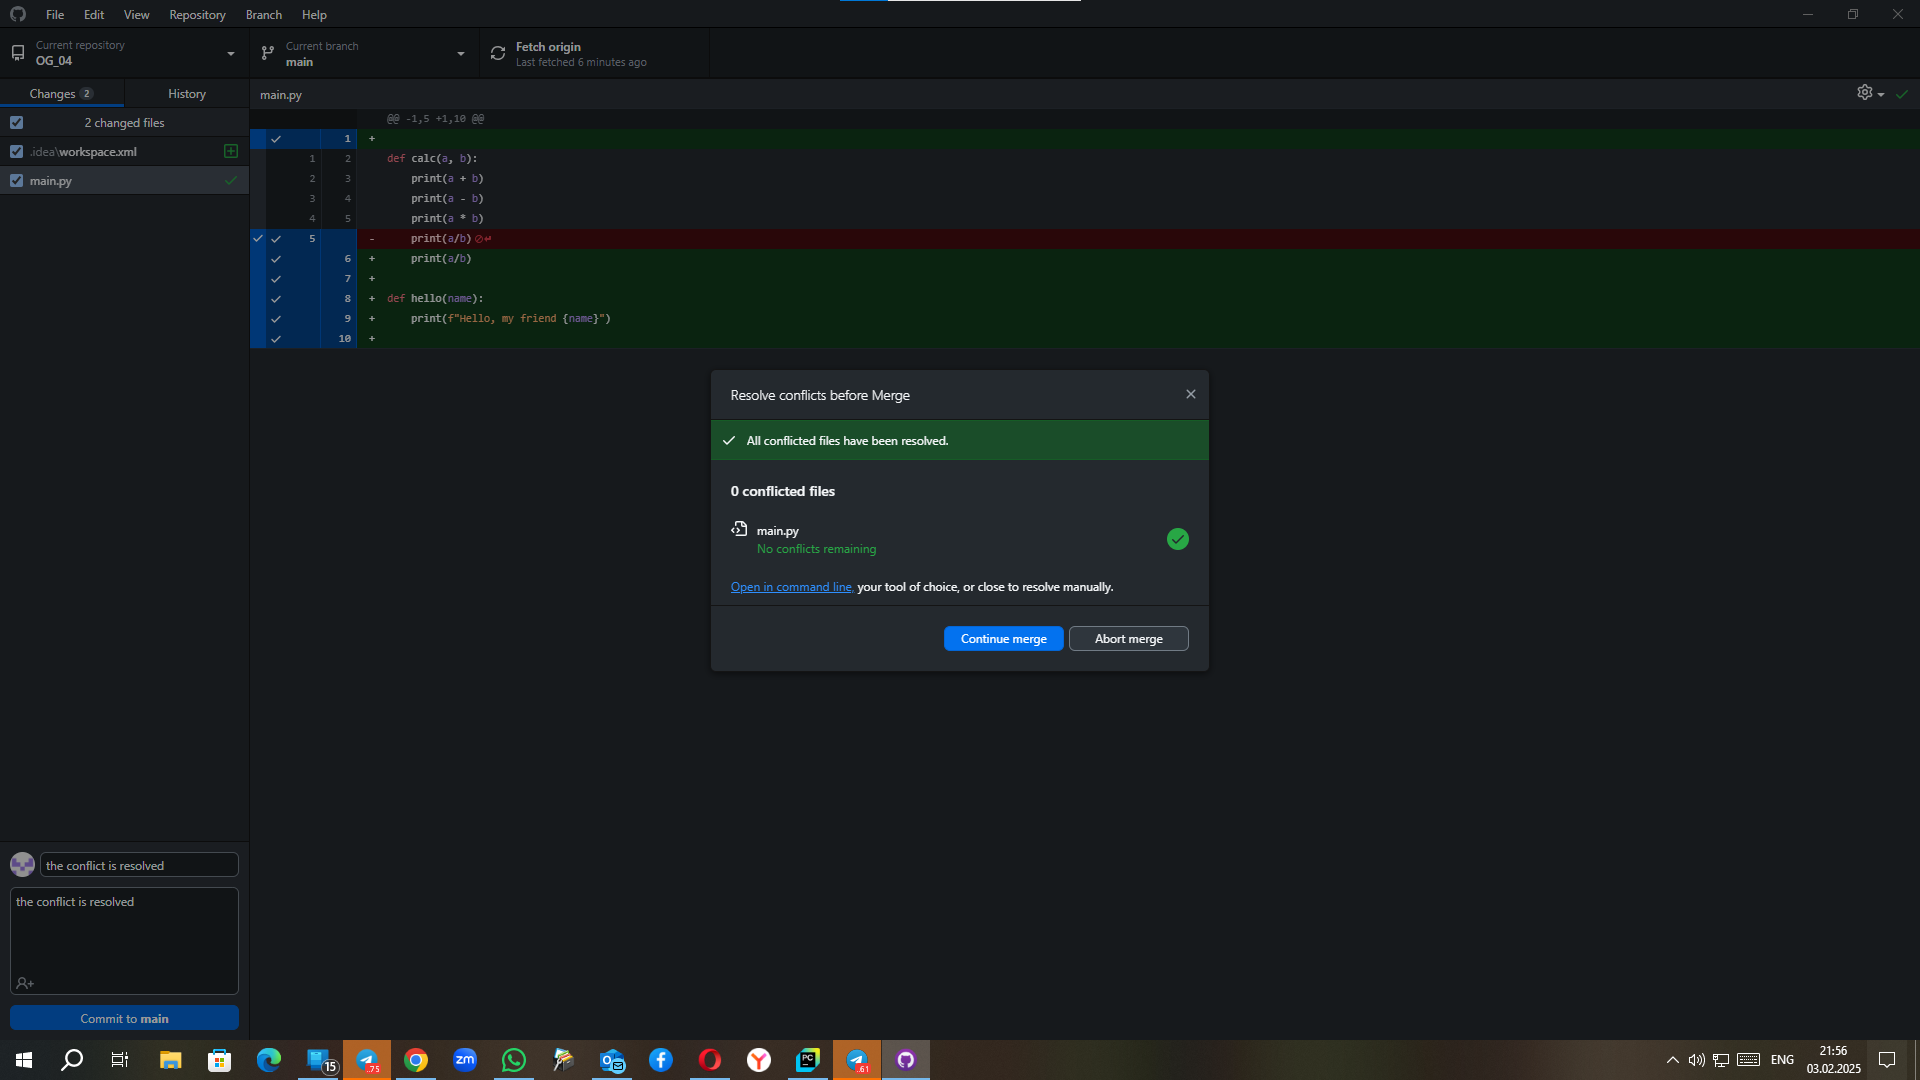 File Edit View Repository Branch Help
Current repository
OG_04
Current branch
main
Fetch origin
Last fetched 6 minutes ago
Changes 2
History
main.py
2 changed files
.idea\workspace.xml
main.py
@@ -1,5 +1,10 @@
1 +
1 2 def calc(a, b):
2 3 print(a + b)
3 4 print(a - b)
4 5 print(a * b)
5 - print(a/b)
6 + print(a/b)
7 +
8 + def hello(name):
9 + print(f"Hello, my friend {name}")
10 +
Resolve conflicts before Merge
All conflicted files have been resolved.
0 conflicted files
main.py
No conflicts remaining
Open in command line, your tool of choice, or close to resolve manually.
Continue merge
Abort merge
the conflict is resolved
the conflict is resolved
Commit to main
15
.75
zm
PC
.61
ENG
21:56
03.02.2025